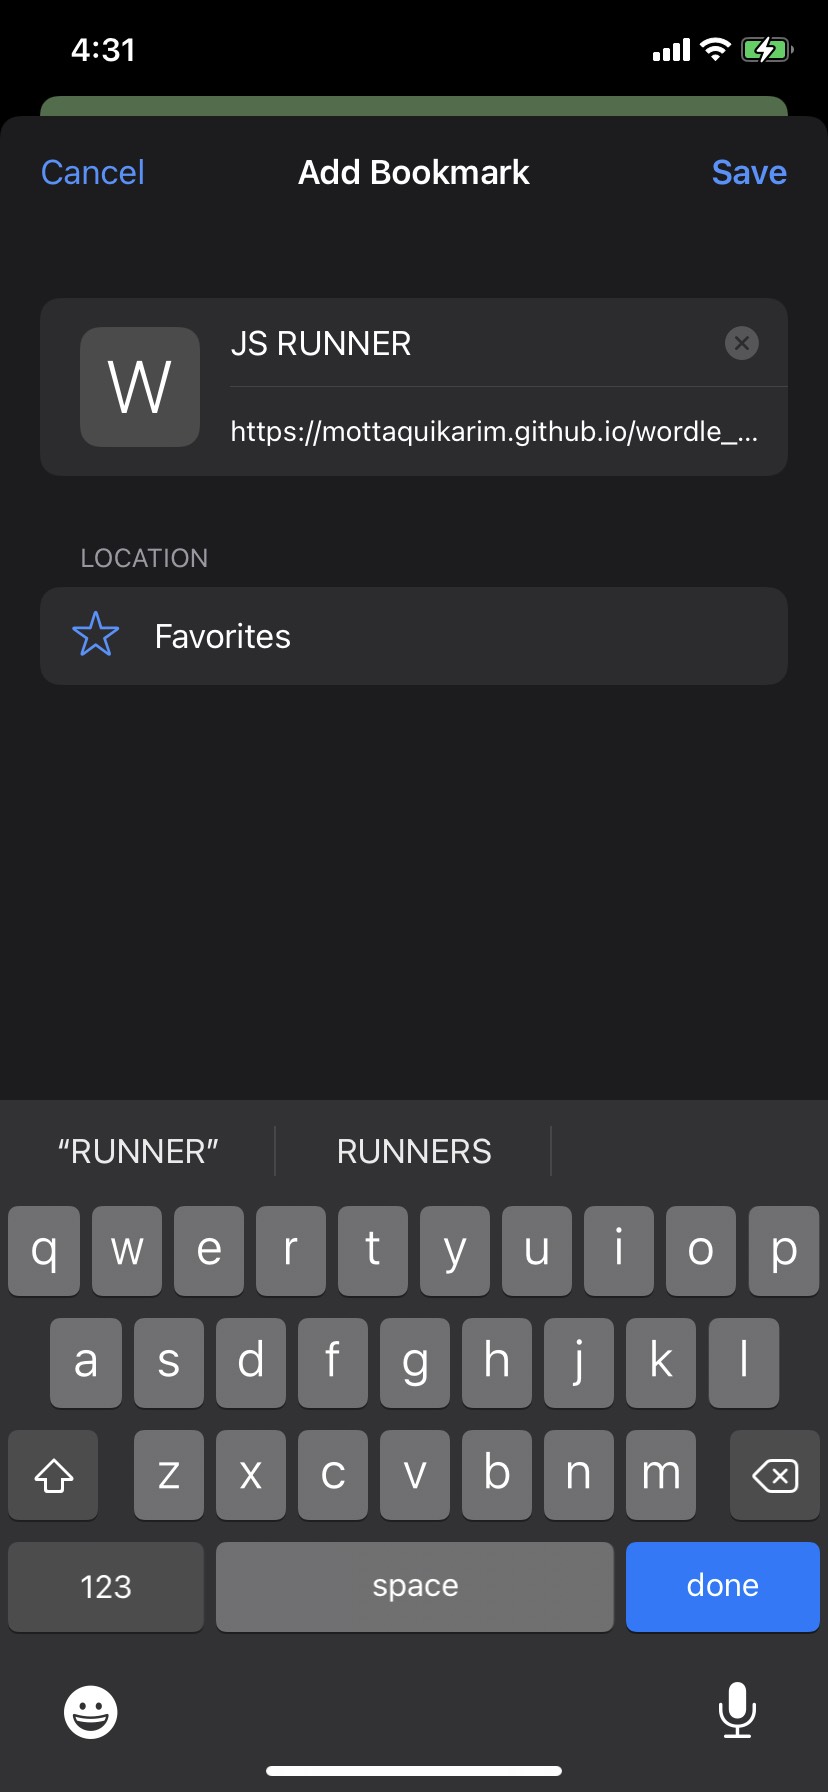 4:31
Cancel Add Bookmark Save
W
JS RUNNER
https://mottaquikarim.github.io/wordle_...
LOCATION
Favorites
“RUNNER” RUNNERS
q w e r t y u i o p
a s d f g h j k l
z x c v b n m
123 space done